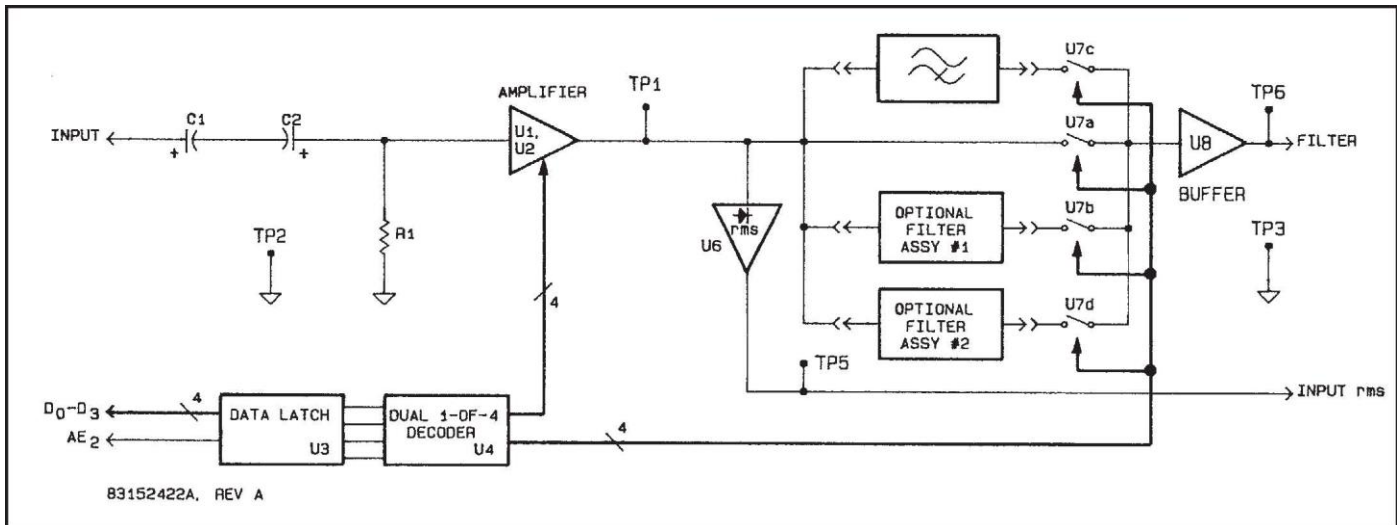 U7c
TP1
TP6
AMPLIFIER
C1
C2
INPUT
U1,
U2
U7a
U8
FILTER
+
+
BUFFER
rms
U6
OPTIONAL
FILTER
ASSY #1
U7b
TP2
R1
TP3
4
OPTIONAL
FILTER
ASSY #2
U7d
TP5
INPUT rms
D0-D3
4
DATA LATCH
U3
DUAL 1-OF-4
DECODER
U4
4
AE2
83152422A, REV A